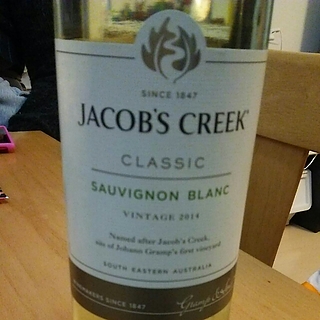 SINCE 1847
JACOB'S CREEK
CLASSIC
SAUVIGNON BLANC
VINTAGE 2014
Named after Jacob's Creek,
site of Johann Gramp's first vineyard
SOUTH EASTERN AUSTRALIA
WINEMAKERS SINCE 1847